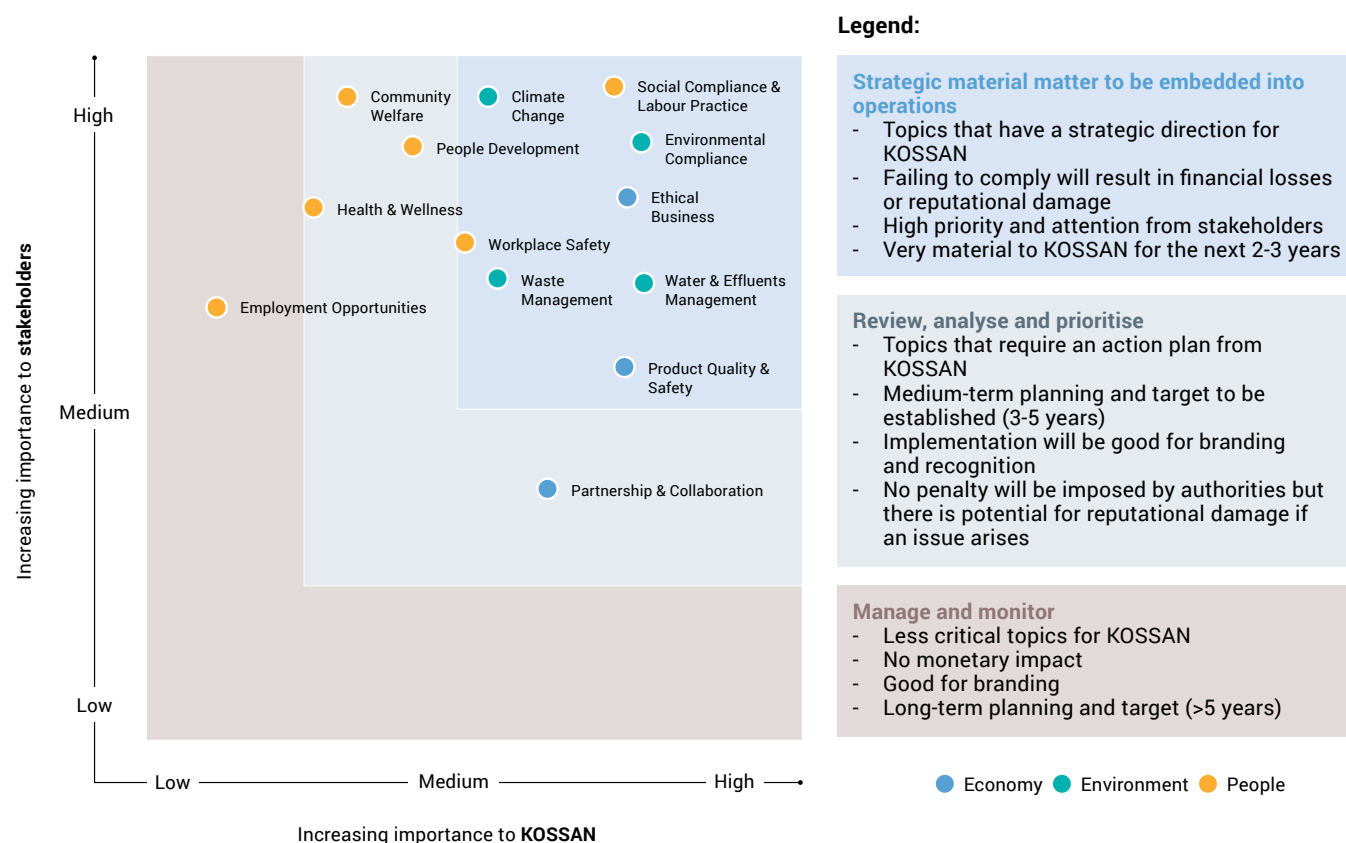 Legend:
High
Medium
Low
Increasing importance to stakeholders
Community
Welfare
Climate
Change
Social Compliance &
Labour Practice
People Development
Environmental
Compliance
Health & Wellness
Ethical
Business
Workplace Safety
Waste
Management
Water & Effluents
Management
Employment Opportunities
Product Quality &
Safety
Partnership & Collaboration
Low
Medium
High
Increasing importance to KOSSAN
Strategic material matter to be embedded into
operations
- Topics that have a strategic direction for
KOSSAN
- Failing to comply will result in financial losses
or reputational damage
- High priority and attention from stakeholders
- Very material to KOSSAN for the next 2-3 years
Review, analyse and prioritise
- Topics that require an action plan from
KOSSAN
- Medium-term planning and target to be
established (3-5 years)
- Implementation will be good for branding
and recognition
- No penalty will be imposed by authorities but
there is potential for reputational damage if
an issue arises
Manage and monitor
- Less critical topics for KOSSAN
- No monetary impact
- Good for branding
- Long-term planning and target (>5 years)
Economy
Environment
People